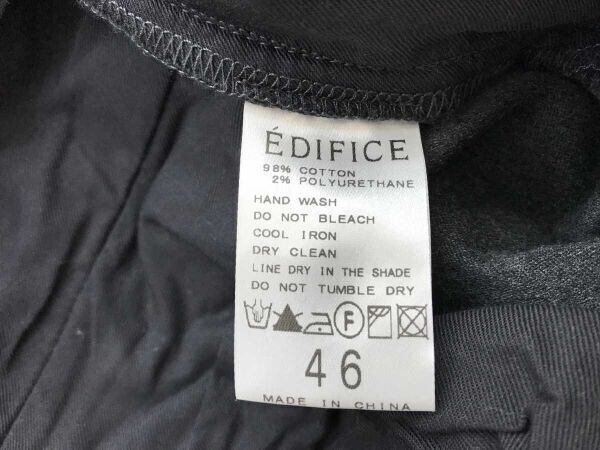 ÉDIFICE
98% COTTON
2% POLYURETHANE
HAND WASH
DO NOT BLEACH
COOL IRON
DRY CLEAN
LINE DRY IN THE SHADE
DO NOT TUMBLE DRY
F
46
MADE IN CHINA